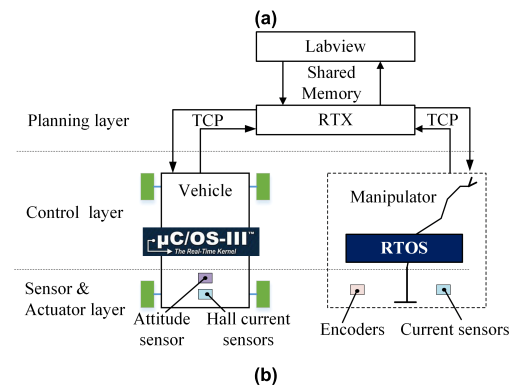 (a)
Labview
Shared
Memory
Planning layer
TCP
RTX
TCP
Vehicle
Manipulator
Control layer
µC/OS-III™
The Real-Time Kernel
RTOS
Sensor &
Actuator layer
Attitude
sensor
Hall current
sensors
Encoders
Current sensors
(b)